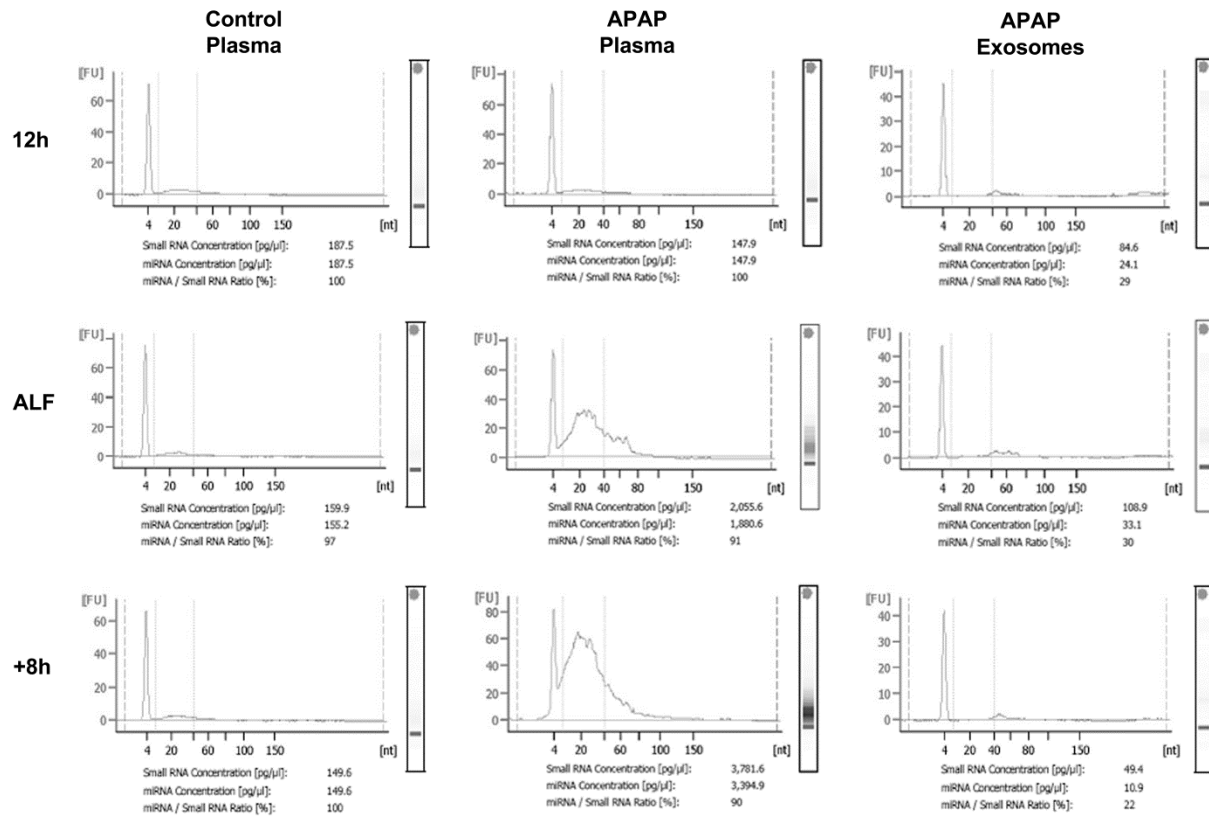 Control
Plasma
APAP
Plasma
APAP
Exosomes
12h
[FU]
60
40
20
0
4 20 60 100 150 [nt]
Small RNA Concentration [pg/µl]: 187.5
miRNA Concentration [pg/µl]: 187.5
miRNA / Small RNA Ratio [%]: 100
[FU]
60
40
20
0
4 20 40 60 80 150 [nt]
Small RNA Concentration [pg/µl]: 147.9
miRNA Concentration [pg/µl]: 147.9
miRNA / Small RNA Ratio [%]: 100
[FU]
50
40
30
20
10
0
4 20 40 60 80 150 [nt]
Small RNA Concentration [pg/µl]: 84.6
miRNA Concentration [pg/µl]: 24.1
miRNA / Small RNA Ratio [%]: 29
ALF
[FU]
60
40
20
0
4 20 60 100 150 [nt]
Small RNA Concentration [pg/µl]: 159.9
miRNA Concentration [pg/µl]: 155.2
miRNA / Small RNA Ratio [%]: 97
[FU]
80
60
40
20
0
4 20 40 60 80 150 [nt]
Small RNA Concentration [pg/µl]: 2,055.6
miRNA Concentration [pg/µl]: 1,880.6
miRNA / Small RNA Ratio [%]: 91
[FU]
40
30
20
10
0
4 20 60 100 150 [nt]
Small RNA Concentration [pg/µl]: 108.9
miRNA Concentration [pg/µl]: 33.1
miRNA / Small RNA Ratio [%]: 30
+8h
[FU]
60
40
20
0
4 20 60 100 150 [nt]
Small RNA Concentration [pg/µl]: 149.6
miRNA Concentration [pg/µl]: 149.6
miRNA / Small RNA Ratio [%]: 100
[FU]
80
60
40
20
0
4 20 60 100 150 [nt]
Small RNA Concentration [pg/µl]: 3,781.6
miRNA Concentration [pg/µl]: 3,394.9
miRNA / Small RNA Ratio [%]: 90
[FU]
40
30
20
10
0
4 20 40 80 150 [nt]
Small RNA Concentration [pg/µl]: 49.4
miRNA Concentration [pg/µl]: 10.9
miRNA / Small RNA Ratio [%]: 22